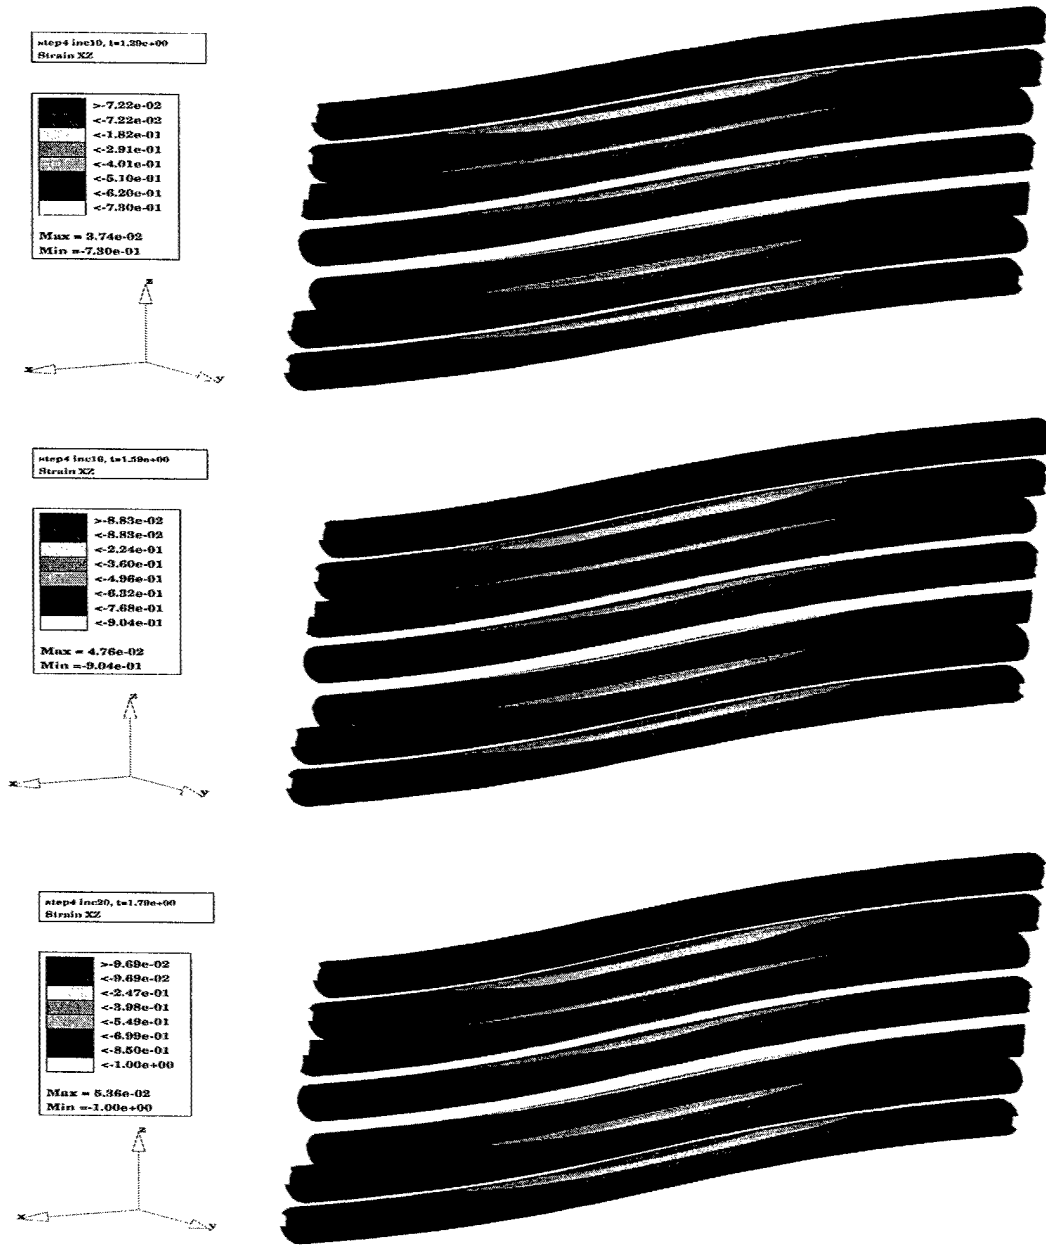 step4 inc10, t=1.29e+00
Strain XZ
>-7.22e-02
<-7.22e-02
<-1.82e-01
<-2.91e-01
<-4.01e-01
<-5.10e-01
<-6.20e-01
<-7.30e-01
Max = 3.74e-02
Min =-7.30e-01
z
x
y
step4 inc16, t=1.59e+00
Strain XZ
>-8.83e-02
<-8.83e-02
<-2.24e-01
<-3.60e-01
<-4.96e-01
<-6.32e-01
<-7.68e-01
<-9.04e-01
Max = 4.76e-02
Min =-9.04e-01
z
x
y
step4 inc20, t=1.79e+00
Strain XZ
>-9.69e-02
<-9.69e-02
<-2.47e-01
<-3.98e-01
<-5.49e-01
<-6.99e-01
<-8.50e-01
<-1.00e+00
Max = 5.36e-02
Min =-1.00e+00
z
x
y